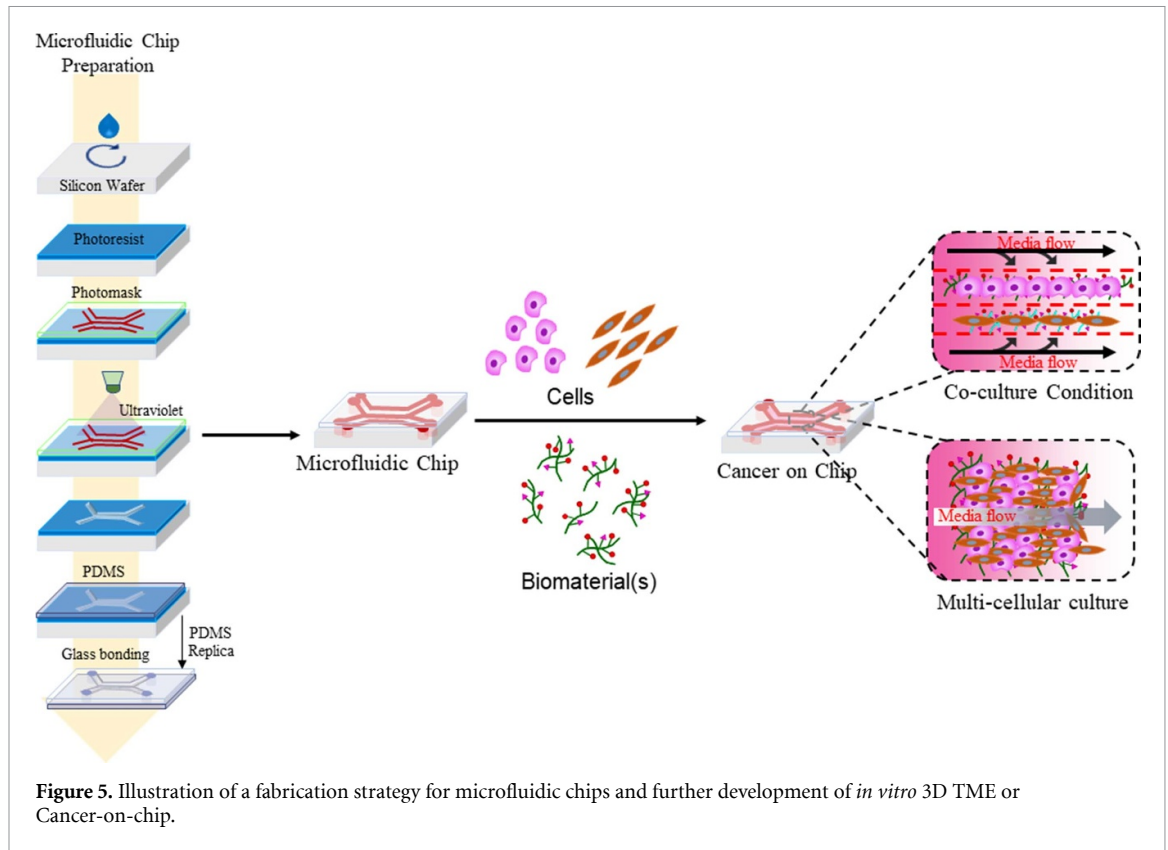 Microfluidic Chip
Preparation
Silicon Wafer
Photoresist
Photomask
Ultraviolet
PDMS
PDMS
Replica
Glass bonding
Microfluidic Chip
Cells
Biomaterial(s)
Cancer on Chip
Media flow
Media flow
Co-culture Condition
Media flow
Multi-cellular culture
Figure 5. Illustration of a fabrication strategy for microfluidic chips and further development of in vitro 3D TME or
Cancer-on-chip.